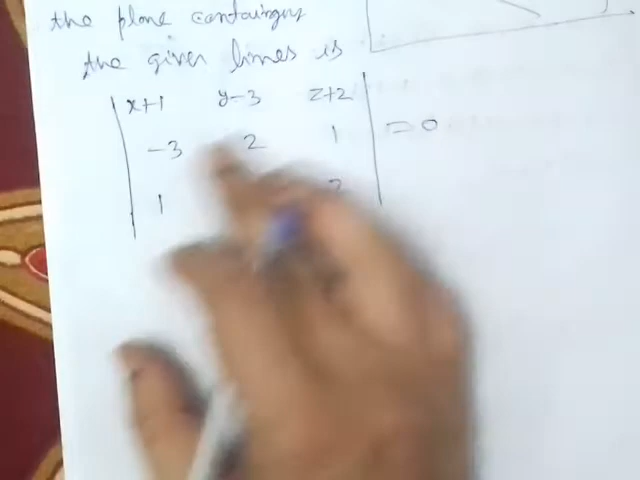 the plane containing
the given lines is
x+1 y-3 z+2
-3 2 1 = 0
1